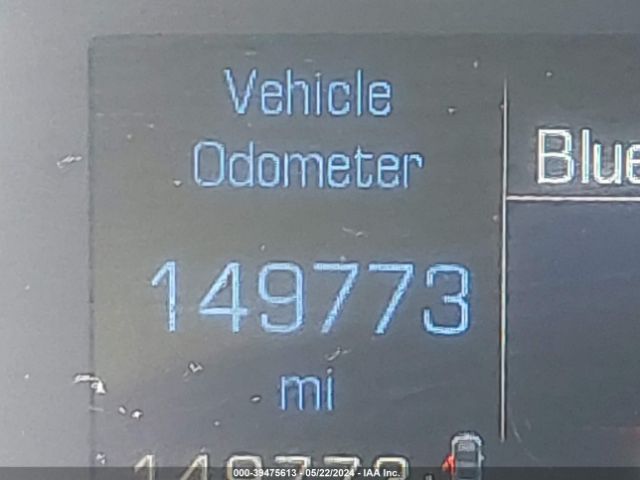 Vehicle
Odometer
Blue
149773
mi
000-39475613 - 05/22/2024 - IAA Inc.